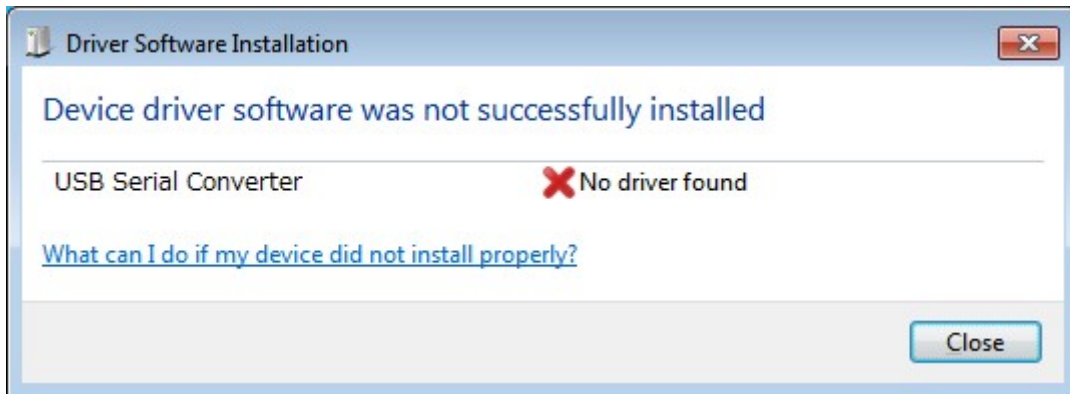 Driver Software Installation
Device driver software was not successfully installed
USB Serial Converter No driver found
What can I do if my device did not install properly?
Close